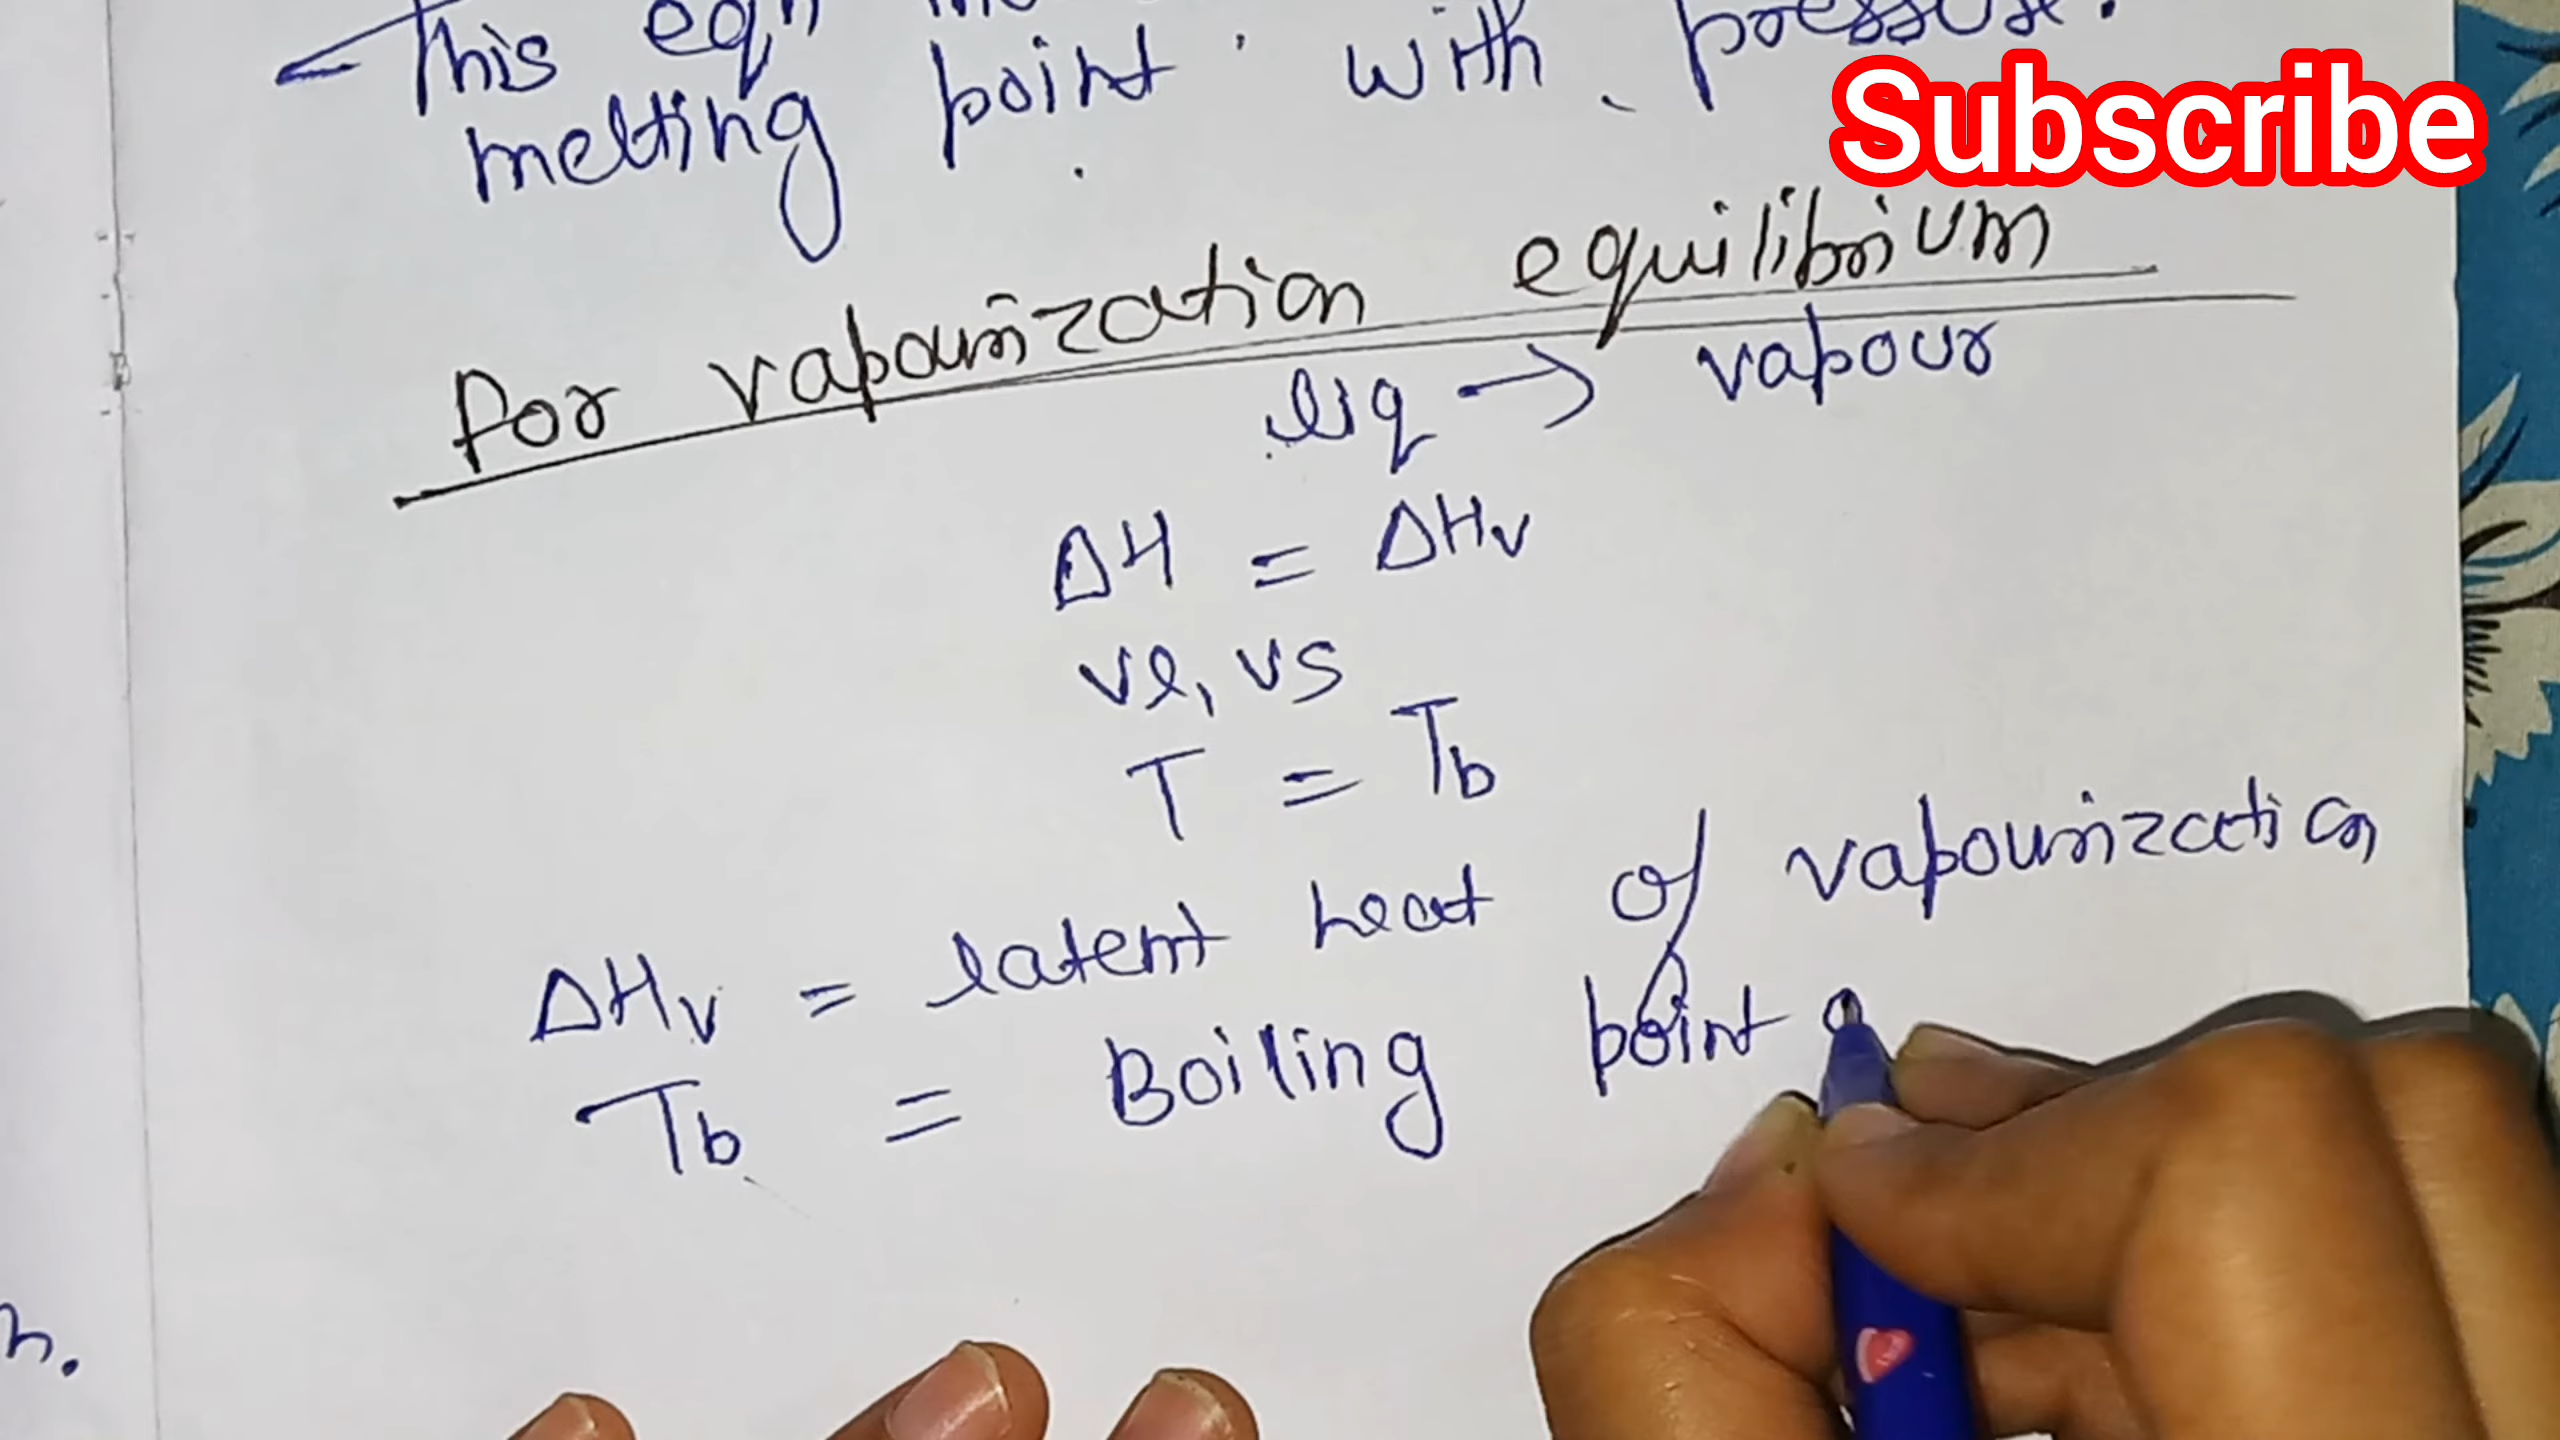 This eqn
melting point with pressure.
Subscribe
For vapourization equilibrium
liq → vapour
ΔH = ΔHv
vl, vs
T = Tb
ΔHv = latent heat of vapourization
Tb = Boiling point o
n.